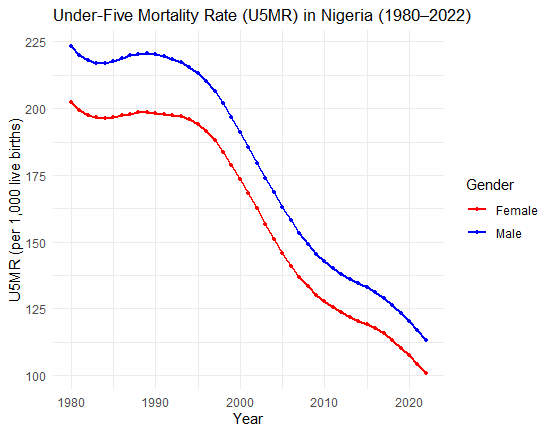 Under-Five Mortality Rate (U5MR) in Nigeria (1980–2022)
U5MR (per 1,000 live births)
225
200
175
150
125
100
1980 1990 2000 2010 2020
Year
Gender
Female
Male